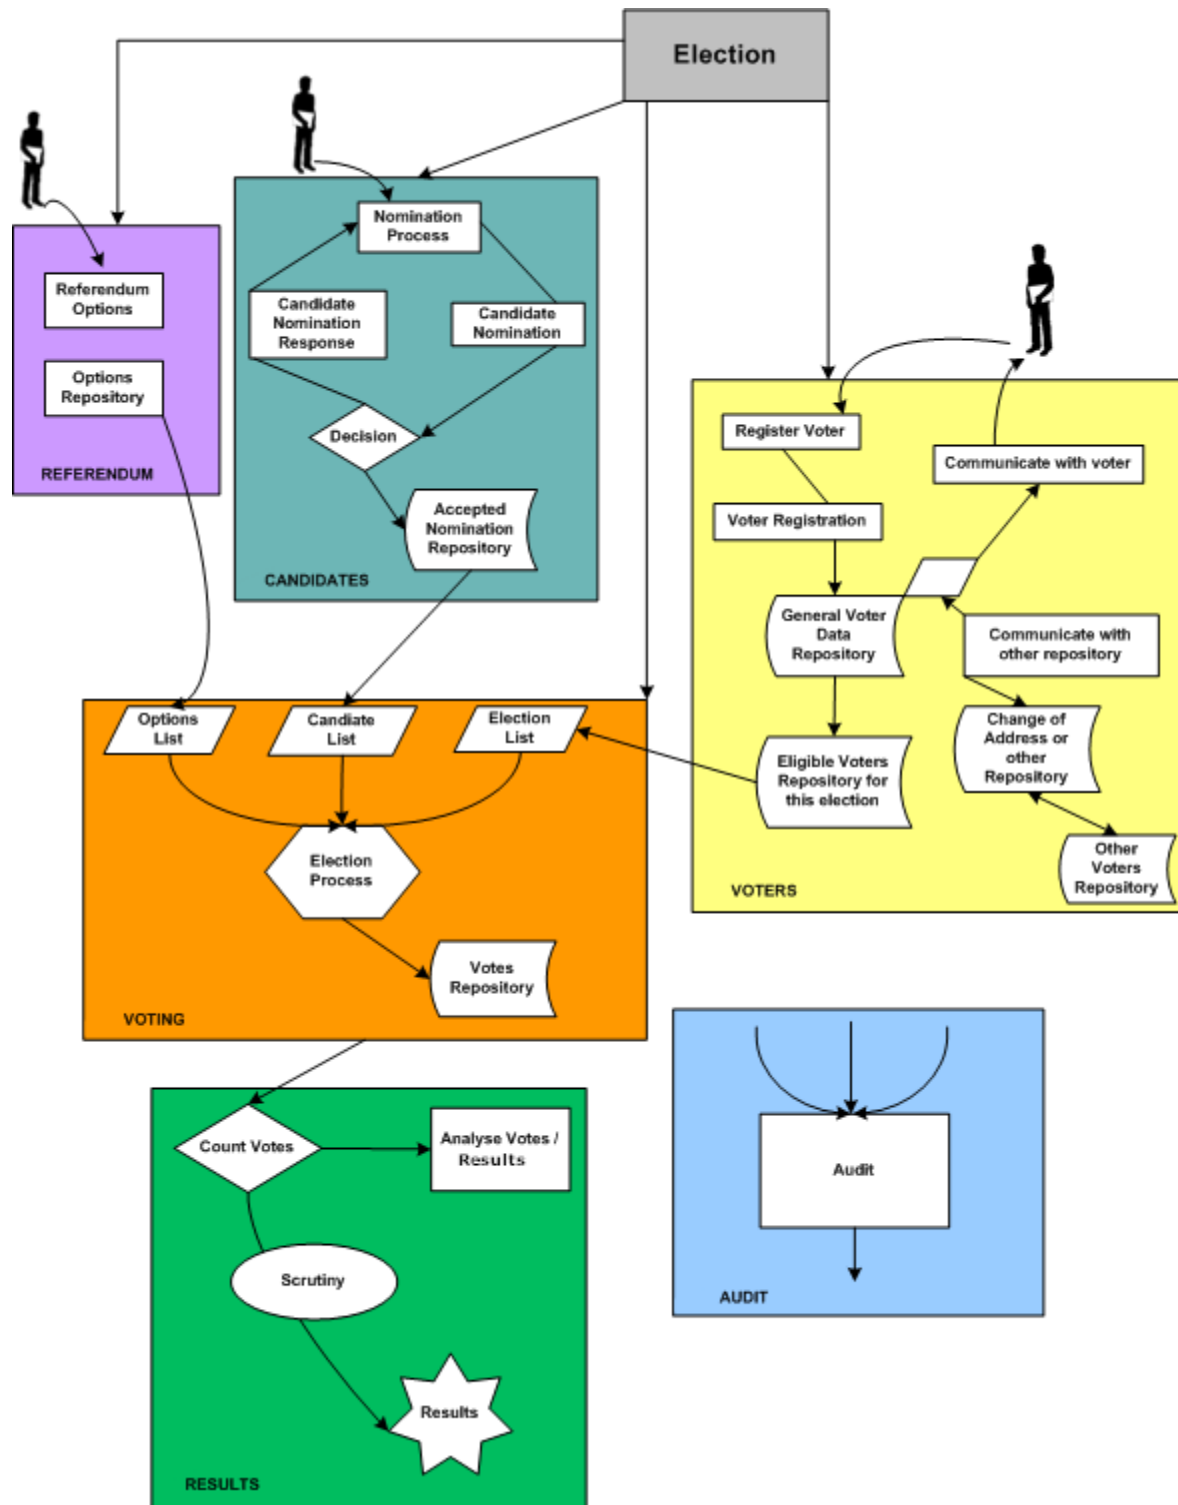 Election
Referendum
Options
Options
Repository
REFERENDUM
Nomination
Process
Candidate
Nomination
Response
Candidate
Nomination
Decision
Accepted
Nomination
Repository
CANDIDATES
Register Voter
Communicate with voter
Voter Registration
General Voter
Data
Repository
Communicate with
other repository
Eligible Voters
Repository for
this election
Change of
Address or
other
Repository
Other
Voters
Repository
VOTERS
Options
List
Candiate
List
Election
List
Election
Process
Votes
Repository
VOTING
Count Votes
Analyse Votes /
Results
Scrutiny
Results
RESULTS
Audit
AUDIT